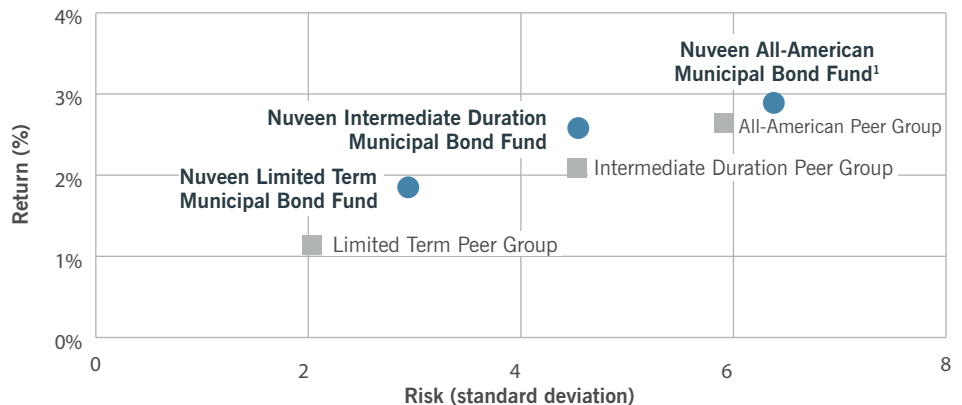 4%
3%
2%
1%
0%
Return (%)
Nuveen All-American
Municipal Bond Fund¹
All-American Peer Group
Nuveen Intermediate Duration
Municipal Bond Fund
Intermediate Duration Peer Group
Nuveen Limited Term
Municipal Bond Fund
Limited Term Peer Group
0
2
4
6
8
Risk (standard deviation)